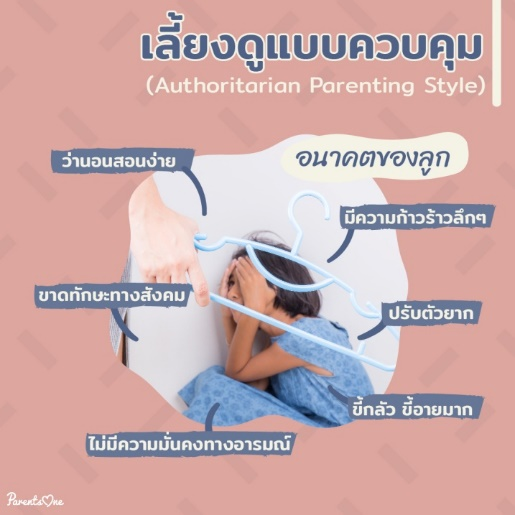 เลี้ยงดูแบบควบคุม
(Authoritarian Parenting Style)
อนาคตของลูก
ว่านอนสอนง่าย
มีความก้าวร้าวลึกๆ
ขาดทักษะทางสังคม
ปรับตัวยาก
ขี้กลัว ขี้อายมาก
ไม่มีความมั่นคงทางอารมณ์
ParentsOne